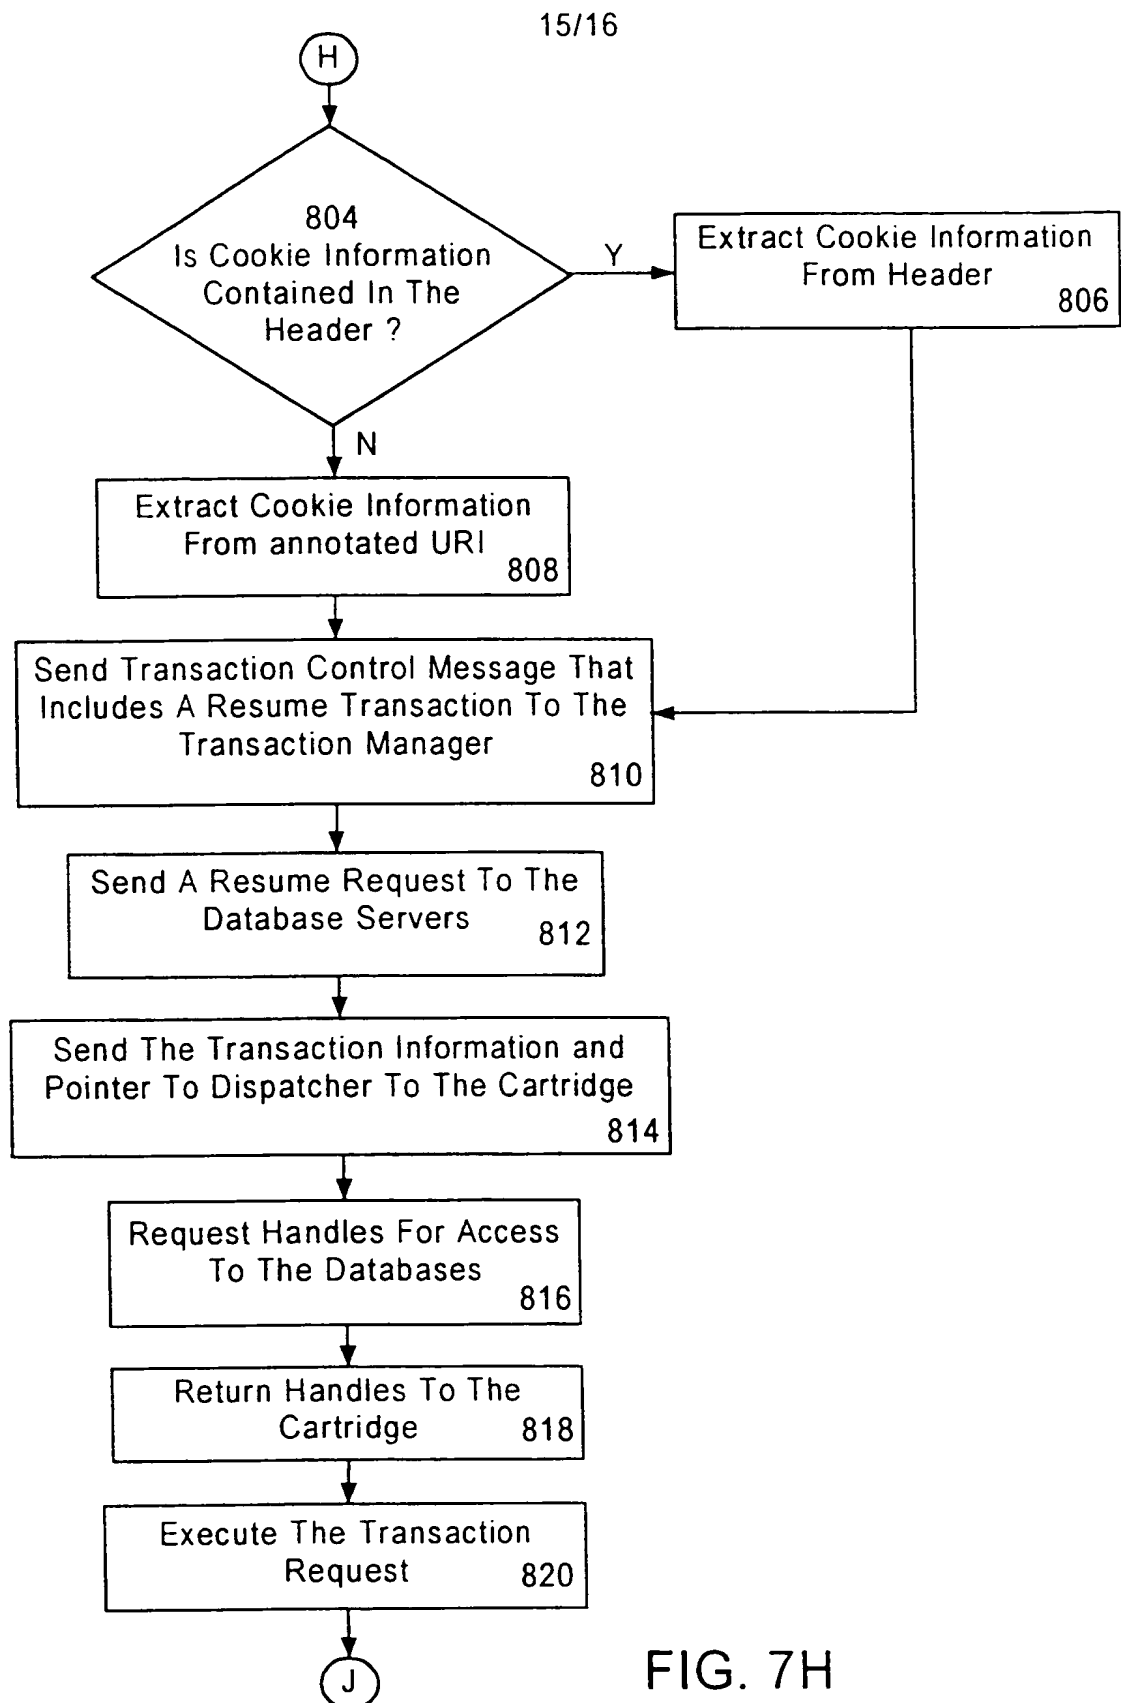 15/16
H
804
Is Cookie Information
Contained In The
Header ?
Y
Extract Cookie Information
From Header
806
N
Extract Cookie Information
From annotated URI
808
Send Transaction Control Message That
Includes A Resume Transaction To The
Transaction Manager
810
Send A Resume Request To The
Database Servers
812
Send The Transaction Information and
Pointer To Dispatcher To The Cartridge
814
Request Handles For Access
To The Databases
816
Return Handles To The
Cartridge
818
Execute The Transaction
Request
820
J
FIG. 7H